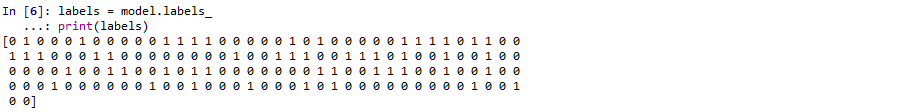 In [6]: labels = model.labels_
   ...: print(labels)
[0 1 0 0 0 1 0 0 0 0 0 1 1 1 1 0 0 0 0 0 1 0 1 0 0 0 0 0 1 1 1 1 0 1 1 0 0
 1 1 1 0 0 0 1 1 0 0 0 0 0 0 0 0 1 0 0 1 1 1 0 0 1 1 1 0 1 0 0 1 0 0 1 0 0
 0 0 0 0 1 0 0 1 1 0 0 1 0 1 1 0 0 0 0 0 0 0 1 1 0 0 1 1 1 0 0 1 0 0 1 0 0
 0 0 0 1 0 0 0 0 0 0 1 0 0 1 0 0 0 1 0 0 0 1 0 1 0 0 0 0 0 0 0 0 0 1 0 0 1
 0 0]